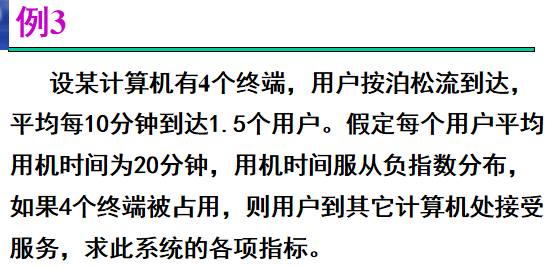 例3
设某计算机有4个终端，用户按泊松流到达，
平均每10分钟到达1.5个用户。假定每个用户平均
用机时间为20分钟，用机时间服从负指数分布，
如果4个终端被占用，则用户到其它计算机处接受
服务，求此系统的各项指标。